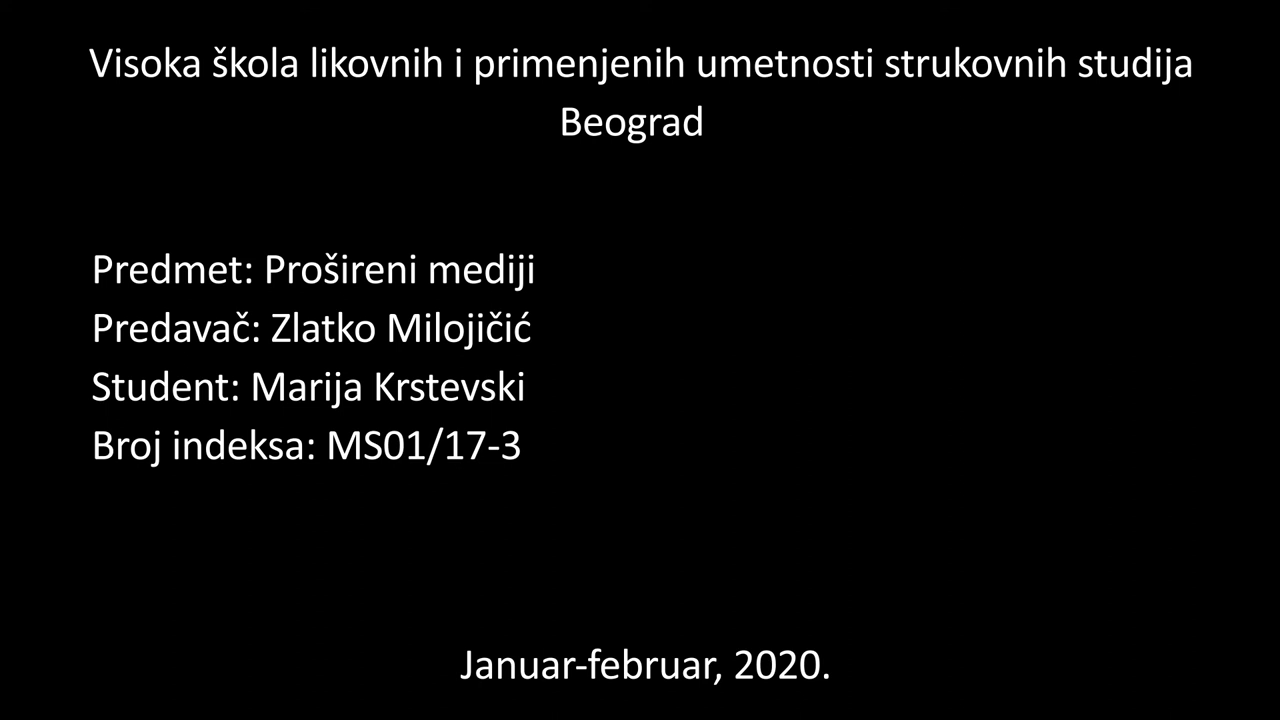 Visoka škola likovnih i primenjenih umetnosti strukovnih studija
Beograd
Predmet: Prošireni mediji
Predavač: Zlatko Milojičić
Student: Marija Krstevski
Broj indeksa: MS01/17-3
Januar-februar, 2020.